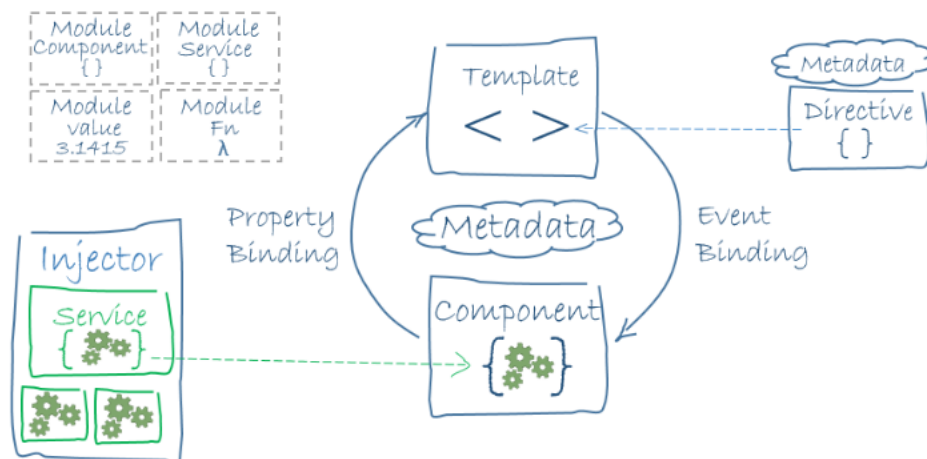 Module
Component
{ }
Module
Service
{ }
Module
value
3.1415
Module
Fn
λ
Template
< >
Metadata
Directive
{ }
Property
Binding
Metadata
Event
Binding
Injector
Service
{ }
Component
{ }